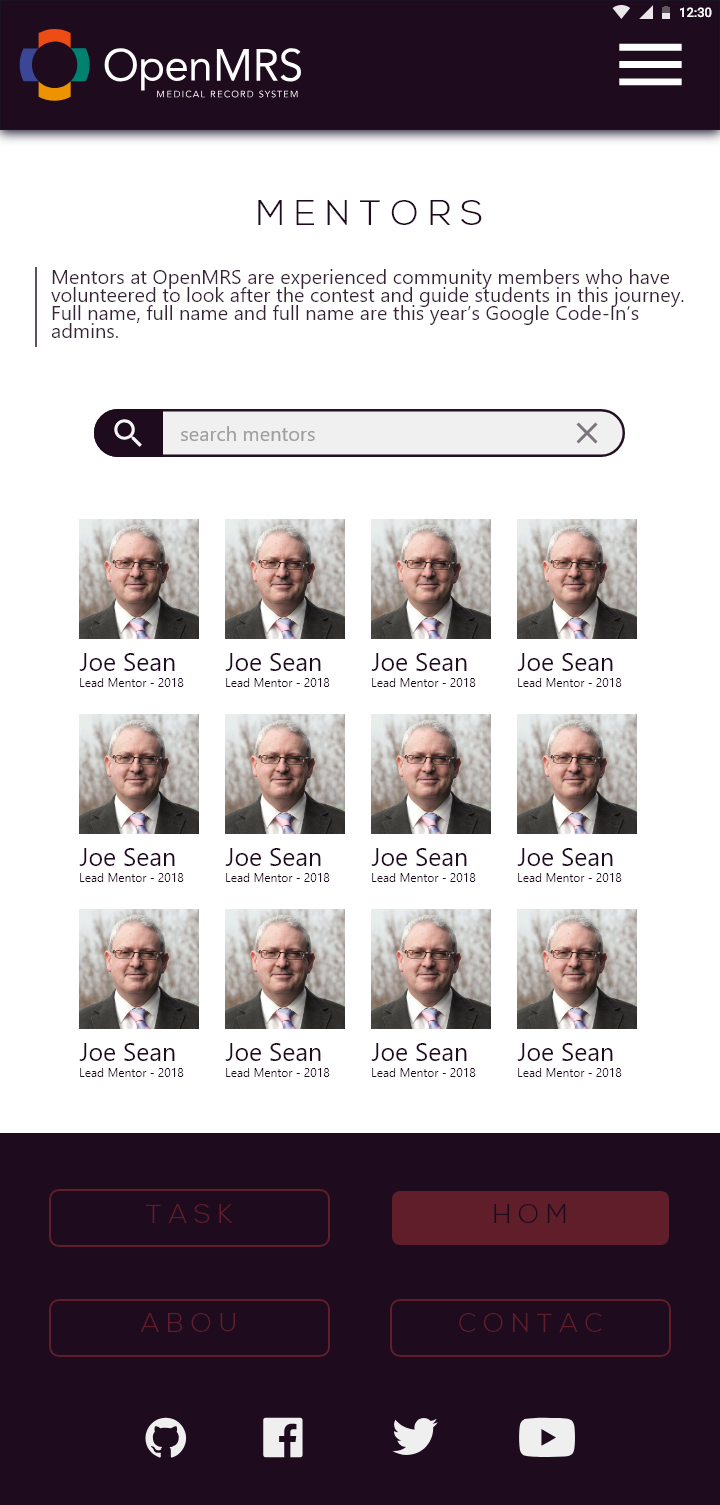 12:30
OpenMRS
MEDICAL RECORD SYSTEM
MENTORS
Mentors at OpenMRS are experienced community members who have
volunteered to look after the contest and guide students in this journey.
Full name, full name and full name are this year's Google Code-In's
admins.
search mentors
Joe Sean Joe Sean Joe Sean Joe Sean
Lead Mentor - 2018 Lead Mentor - 2018 Lead Mentor - 2018 Lead Mentor - 2018
Joe Sean Joe Sean Joe Sean Joe Sean
Lead Mentor - 2018 Lead Mentor - 2018 Lead Mentor - 2018 Lead Mentor - 2018
Joe Sean Joe Sean Joe Sean Joe Sean
Lead Mentor - 2018 Lead Mentor - 2018 Lead Mentor - 2018 Lead Mentor - 2018
TASK HOM
ABOU CONTAC